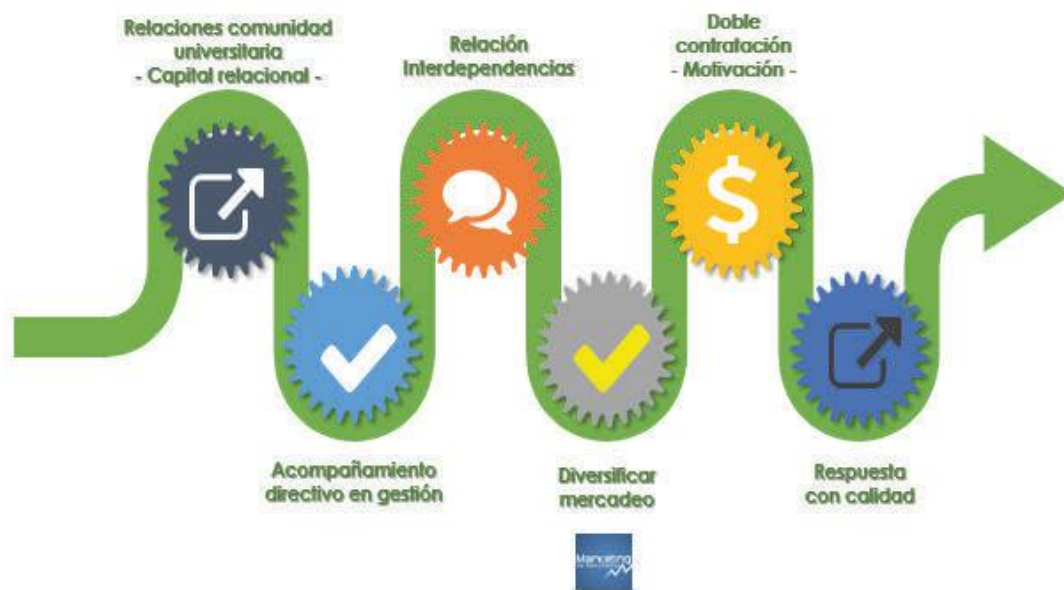 Relaciones comunidad
universitaria
- Capital relacional -
Relación
Interdependencias
Doble
contratación
- Motivación -
$
Acompañamiento
directivo en gestión
Diversificar
mercadeo
Respuesta
con calidad
Marketing